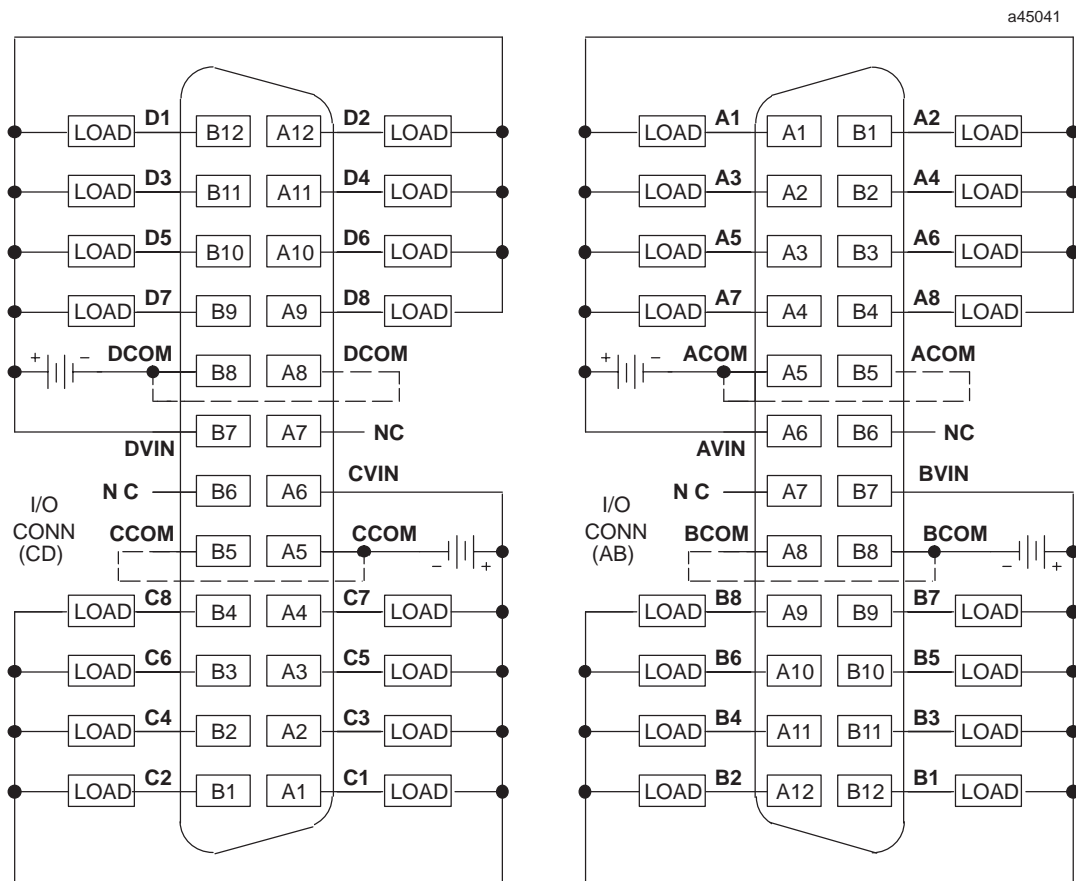 a45041
LOAD D1 B12 A12 D2 LOAD
LOAD D3 B11 A11 D4 LOAD
LOAD D5 B10 A10 D6 LOAD
LOAD D7 B9 A9 D8 LOAD
+ − DCOM B8 A8 DCOM
DVIN B7 A7 NC
N C B6 A6 CVIN
I/O
CONN
(CD)
CCOM B5 A5 CCOM − +
LOAD C8 B4 A4 C7 LOAD
LOAD C6 B3 A3 C5 LOAD
LOAD C4 B2 A2 C3 LOAD
LOAD C2 B1 A1 C1 LOAD
LOAD A1 A1 B1 A2 LOAD
LOAD A3 A2 B2 A4 LOAD
LOAD A5 A3 B3 A6 LOAD
LOAD A7 A4 B4 A8 LOAD
+ − ACOM A5 B5 ACOM
AVIN A6 B6 NC
N C A7 B7 BVIN
I/O
CONN
(AB)
BCOM A8 B8 BCOM − +
LOAD B8 A9 B9 B7 LOAD
LOAD B6 A10 B10 B5 LOAD
LOAD B4 A11 B11 B3 LOAD
LOAD B2 A12 B12 B1 LOAD